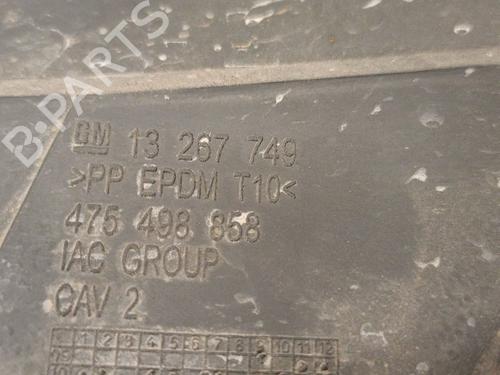 B-PARTS
GM 13 267 749
>PP EPDM T10<
475 498 858
IAC GROUP
CAV 2
1 2 3 4 5 6 7 8 9 10 11 12